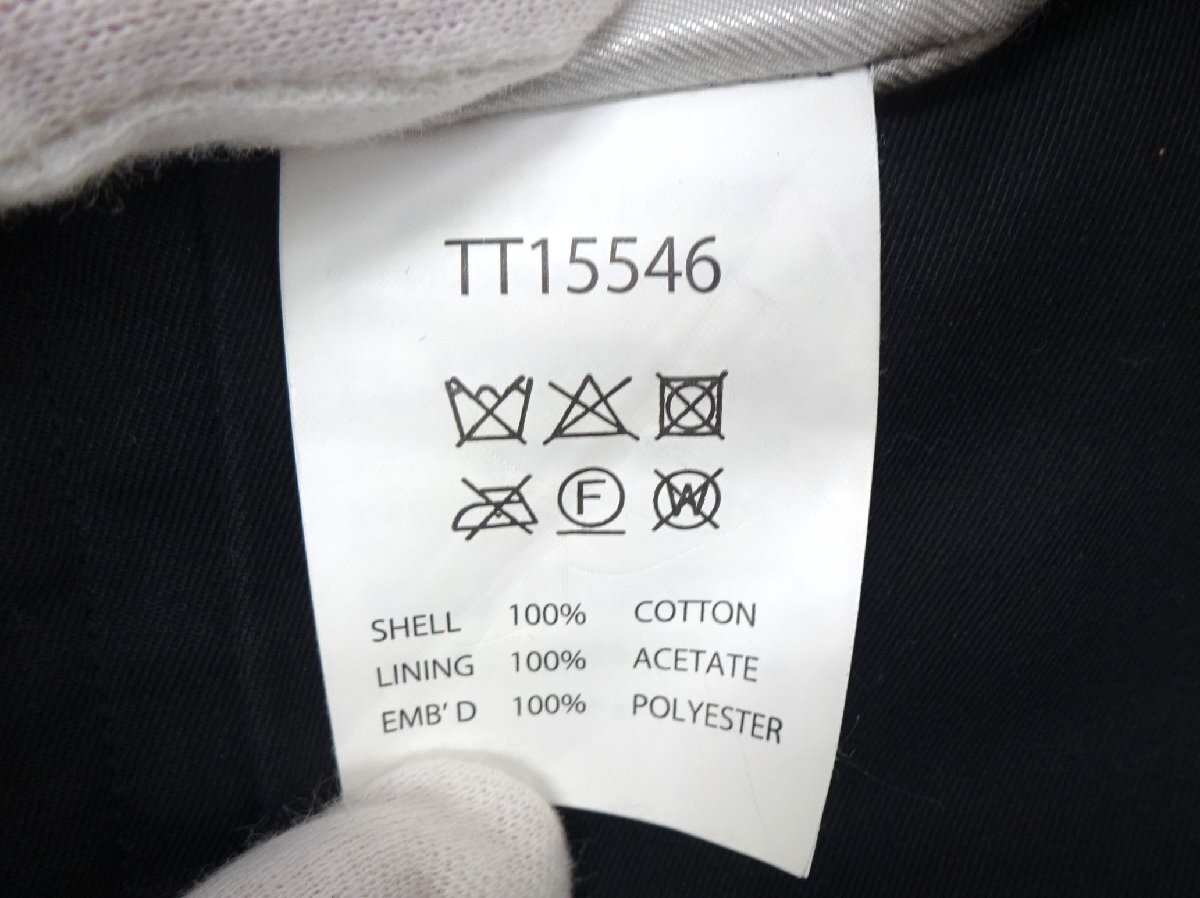 TT15546
F W
SHELL 100% COTTON
LINING 100% ACETATE
EMB' D 100% POLYESTER